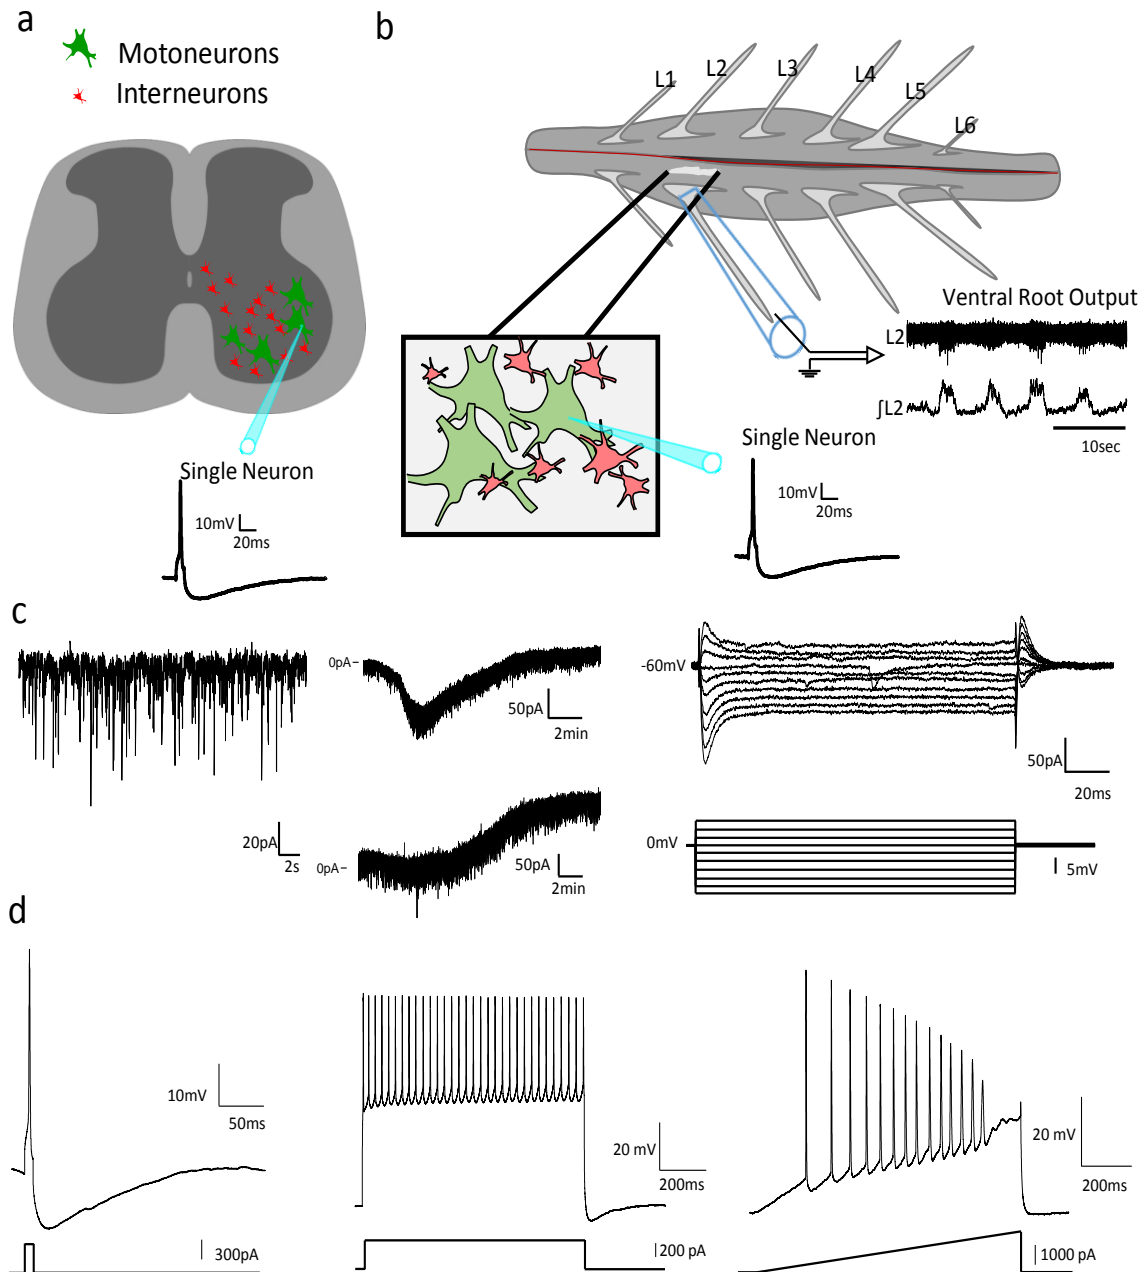 a
Motoneurons
Interneurons
Single Neuron
10mV
20ms
b
L1
L2
L3
L4
L5
L6
Ventral Root Output
L2
∫L2
10sec
Single Neuron
10mV
20ms
c
20pA
2s
0pA
50pA
2min
0pA
50pA
2min
-60mV
50pA
20ms
0mV
5mV
d
10mV
50ms
300pA
20 mV
200ms
200 pA
20 mV
200ms
1000 pA